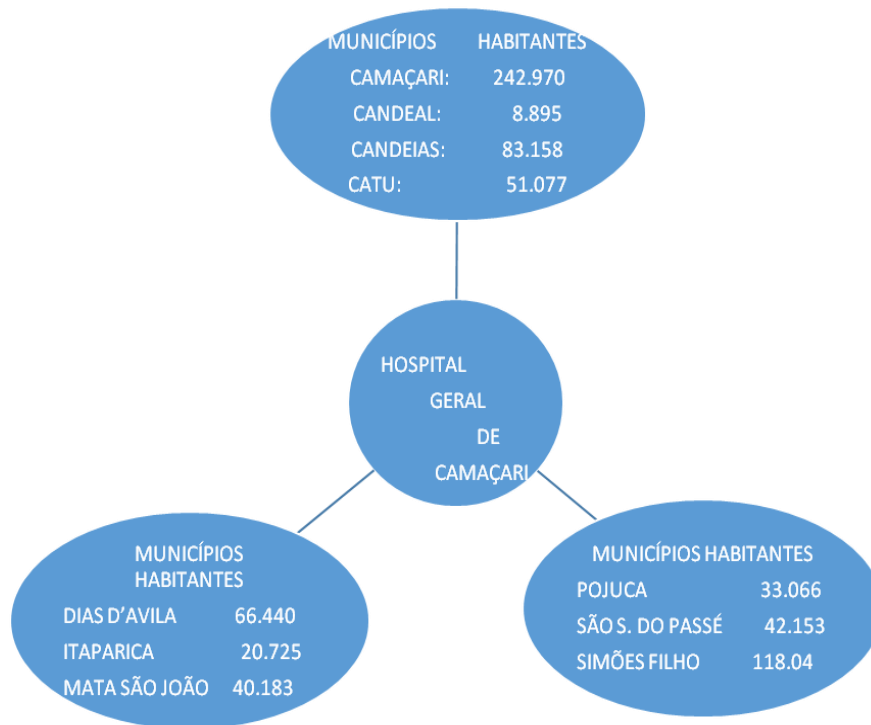 MUNICÍPIOS HABITANTES
CAMAÇARI: 242.970
CANDEAL: 8.895
CANDEIAS: 83.158
CATU: 51.077
HOSPITAL
GERAL
DE
CAMAÇARI
MUNICÍPIOS
HABITANTES
DIAS D'AVILA 66.440
ITAPARICA 20.725
MATA SÃO JOÃO 40.183
MUNICÍPIOS HABITANTES
POJUCA 33.066
SÃO S. DO PASSÉ 42.153
SIMÕES FILHO 118.04